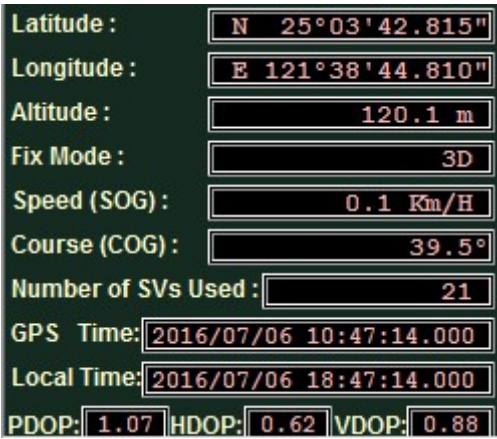 Latitude : N 25°03'42.815"
Longitude : E 121°38'44.810"
Altitude : 120.1 m
Fix Mode : 3D
Speed (SOG) : 0.1 Km/H
Course (COG) : 39.5°
Number of SVs Used : 21
GPS Time: 2016/07/06 10:47:14.000
Local Time: 2016/07/06 18:47:14.000
PDOP: 1.07 HDOP: 0.62 VDOP: 0.88